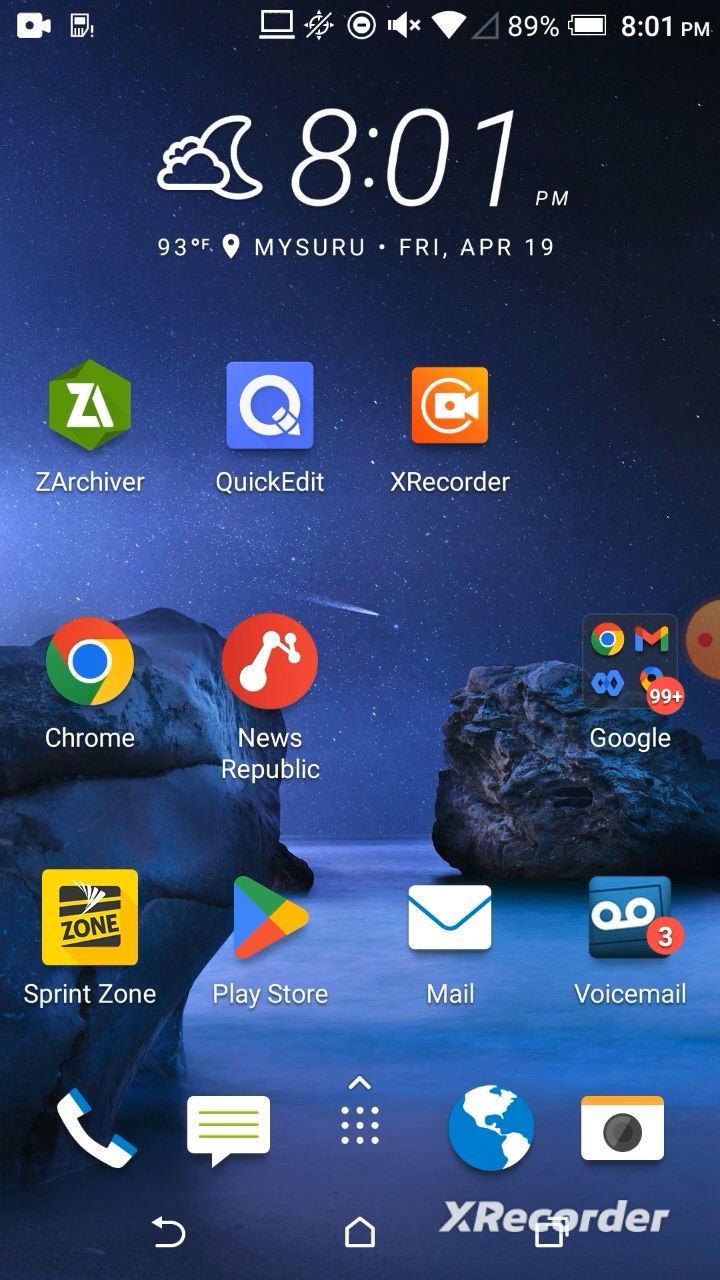 89% 8:01 PM
8:01 PM
93°F MYSURU • FRI, APR 19
ZArchiver QuickEdit XRecorder
Chrome News Republic Google
99+
ZONE
3
Sprint Zone Play Store Mail Voicemail
XRecorder